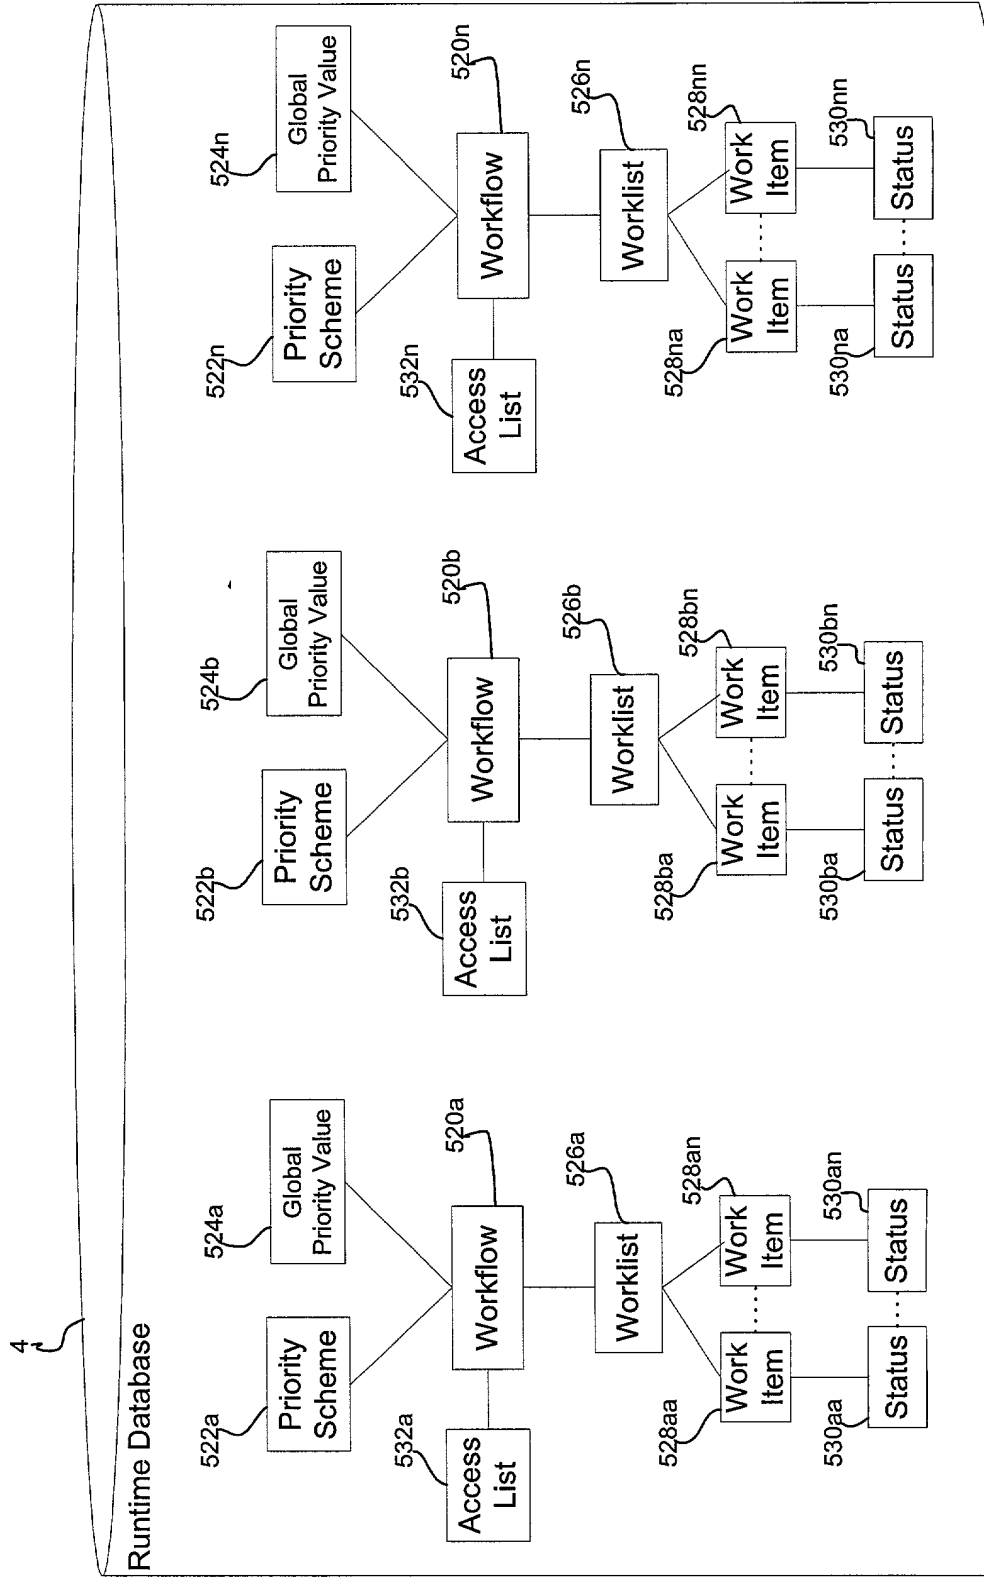 4
Runtime Database
522a
Priority
Scheme
524a
Global
Priority Value
532a
Access
List
520a
Workflow
526a
Worklist
528aa
Work
Item
528an
Work
Item
530aa
Status
530an
Status
522b
Priority
Scheme
524b
Global
Priority Value
532b
Access
List
520b
Workflow
526b
Worklist
528ba
Work
Item
528bn
Work
Item
530ba
Status
530bn
Status
522n
Priority
Scheme
524n
Global
Priority Value
532n
Access
List
520n
Workflow
526n
Worklist
528na
Work
Item
528nn
Work
Item
530na
Status
530nn
Status